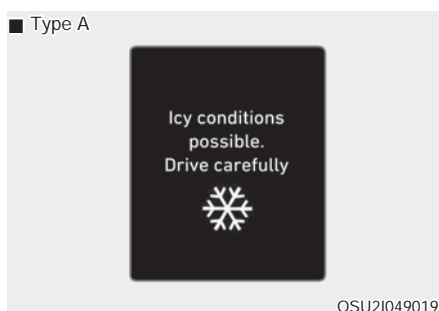 ■ Type A
Icy conditions
possible.
Drive carefully
OSU2I049019